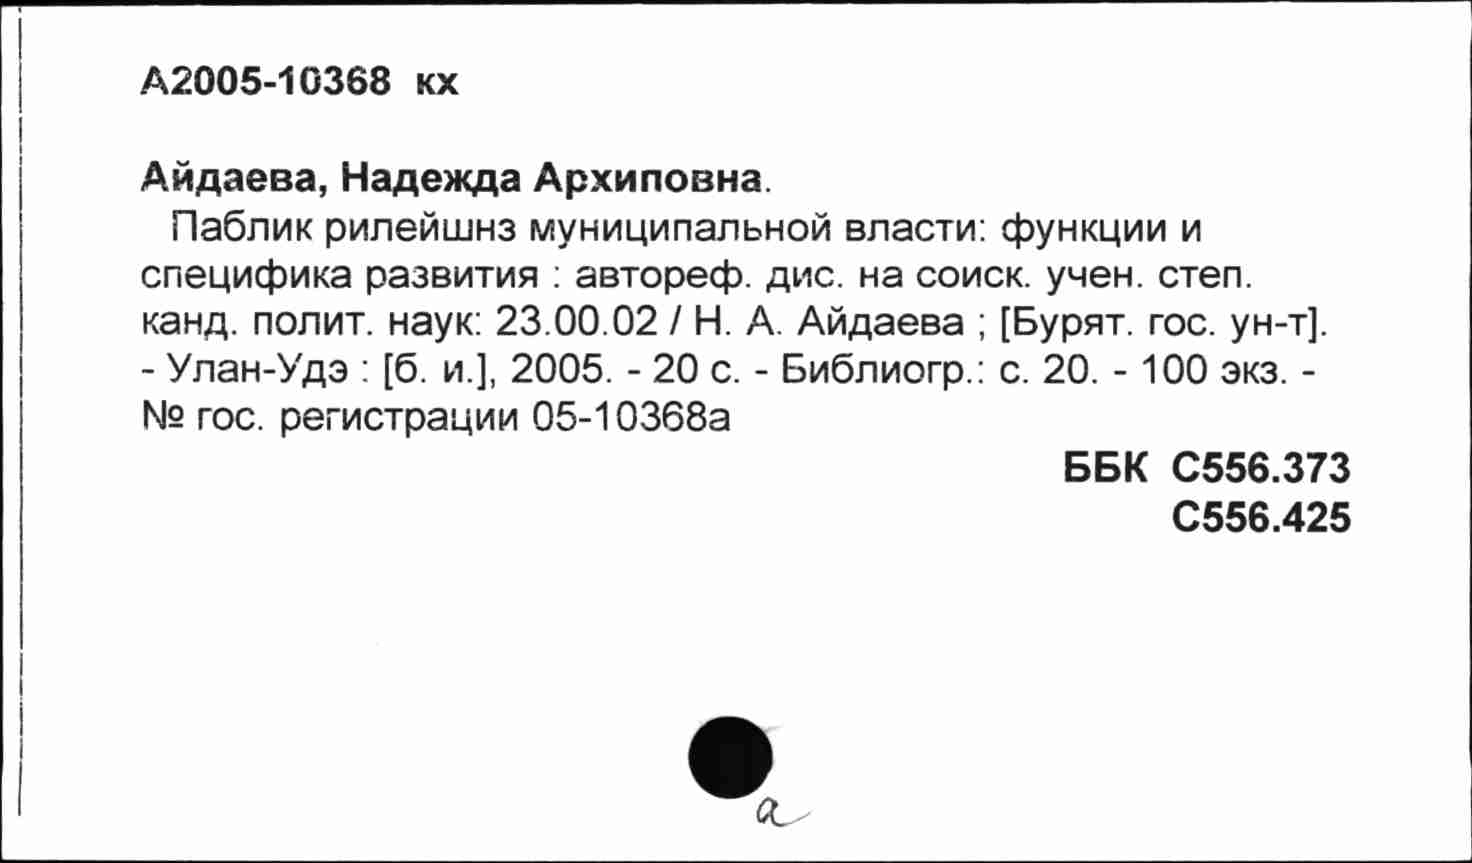 А2005-10368 кх
Айдаева, Надежда Архиповна.
Паблик рилейшнз муниципальной власти: функции и
специфика развития : автореф. дис. на соиск. учен. степ.
канд. полит. наук: 23.00.02 / Н. А. Айдаева ; [Бурят. гос. ун-т].
- Улан-Удэ : [б. и.], 2005. - 20 с. - Библиогр.: с. 20. - 100 экз. -
№ гос. регистрации 05-10368а
ББК С556.373
С556.425
а